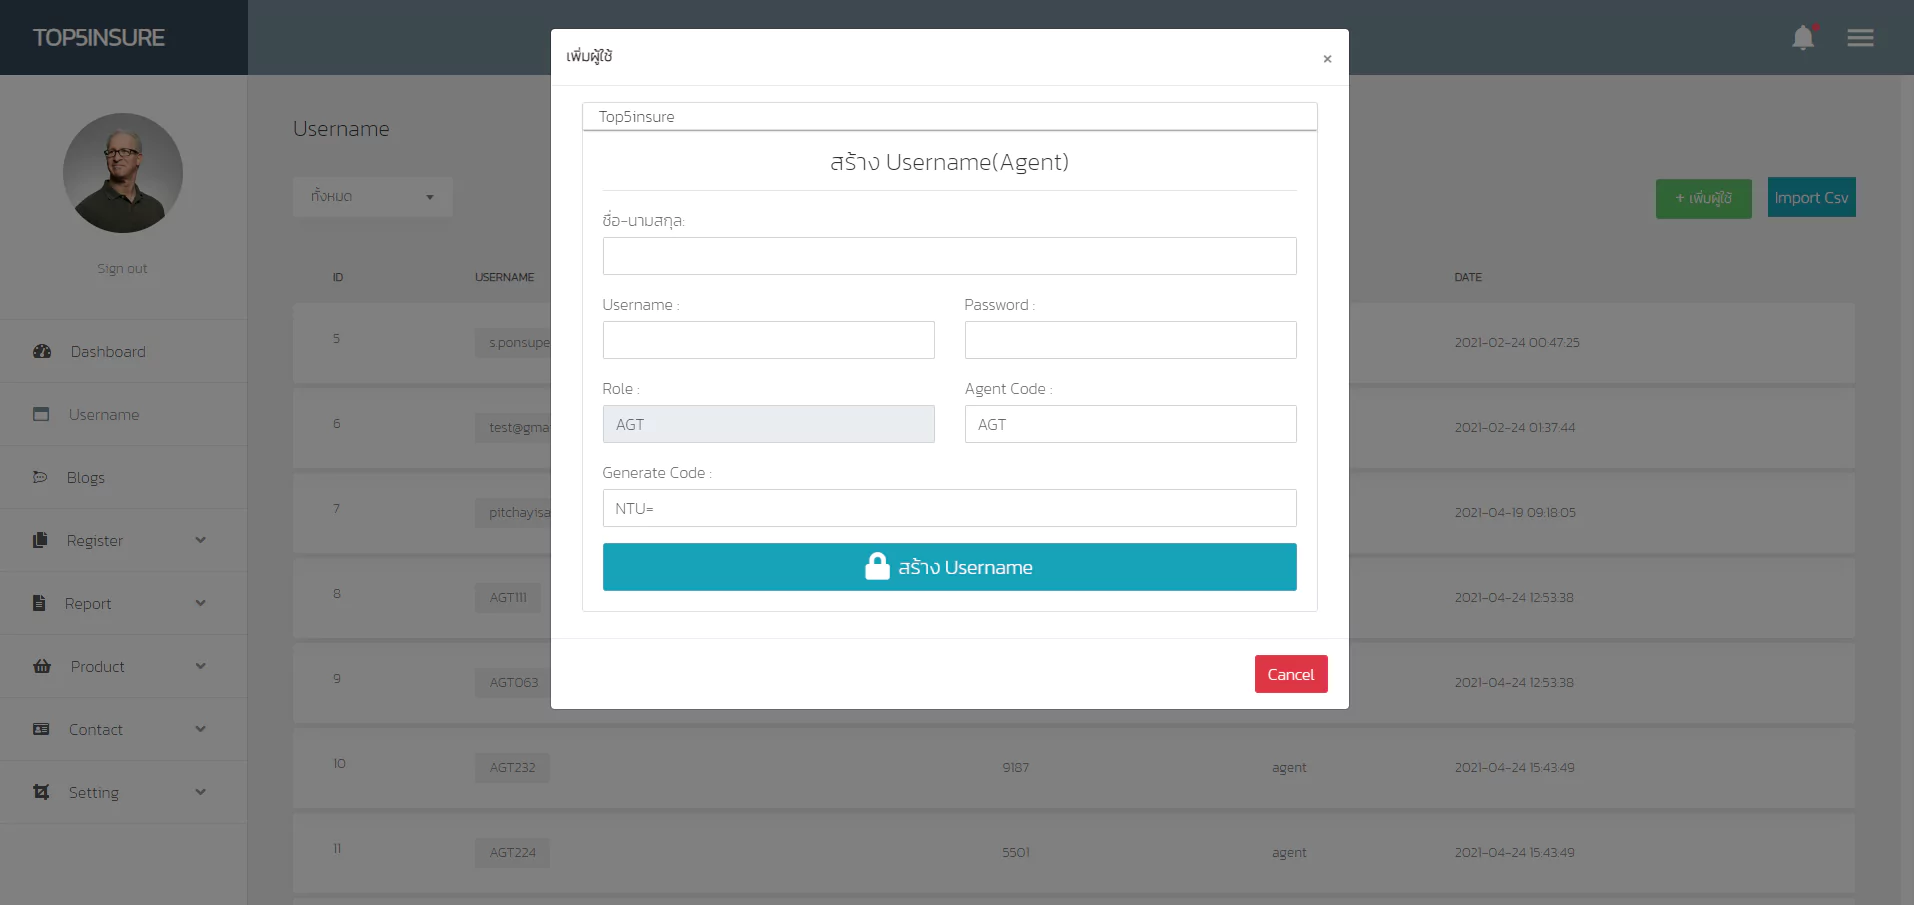 TOP5INSURE
Sign out
Dashboard
Username
Blogs
Register
Report
Product
Contact
Setting
Username
ทั้งหมด
+ เพิ่มผู้ใช้
Import Csv
ID USERNAME DATE
5 s.ponsupe 2021-02-24 00:47:25
6 test@gma 2021-02-24 01:37:44
7 pitchayisa 2021-04-19 09:18:05
8 AGT111 2021-04-24 12:53:38
9 AGT063 2021-04-24 12:53:38
10 AGT232 9187 agent 2021-04-24 15:43:49
11 AGT224 5501 agent 2021-04-24 15:43:49
เพิ่มผู้ใช้
×
Top5insure
สร้าง Username(Agent)
ชื่อ-นามสกุล:
Username : Password :
Role : Agent Code :
AGT AGT
Generate Code :
NTU=
สร้าง Username
Cancel